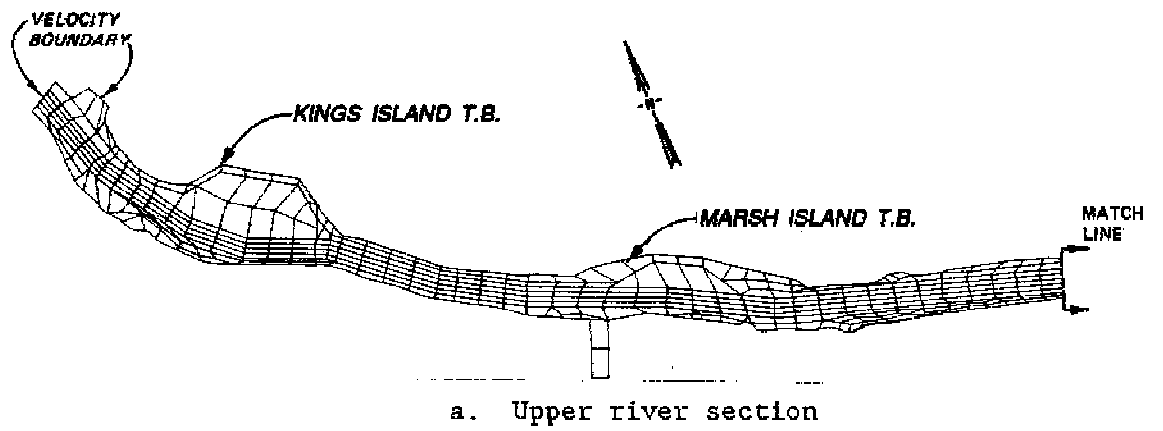 VELOCITY
BOUNDARY
KINGS ISLAND T.B.
N
MARSH ISLAND T.B.
MATCH
LINE
a. Upper river section